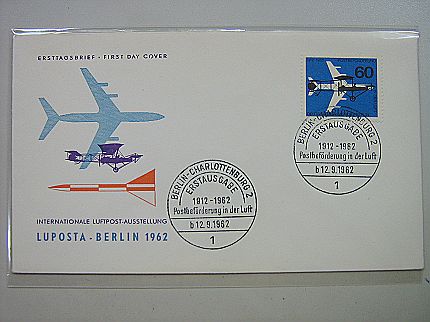 ERSTTAGSBRIEF - FIRST DAY COVER
60
BERLIN-CHARLOTTENBURG 2
ERSTAUSGABE
1912-1962
Postbeförderung in der Luft
b 12.9.1962
1
BERLIN-CHARLOTTENBURG 2
ERSTAUSGABE
1912-1962
Postbeförderung in der Luft
b 12.9.1962
1
INTERNATIONALE LUFTPOST-AUSSTELLUNG
LUPOSTA - BERLIN 1962